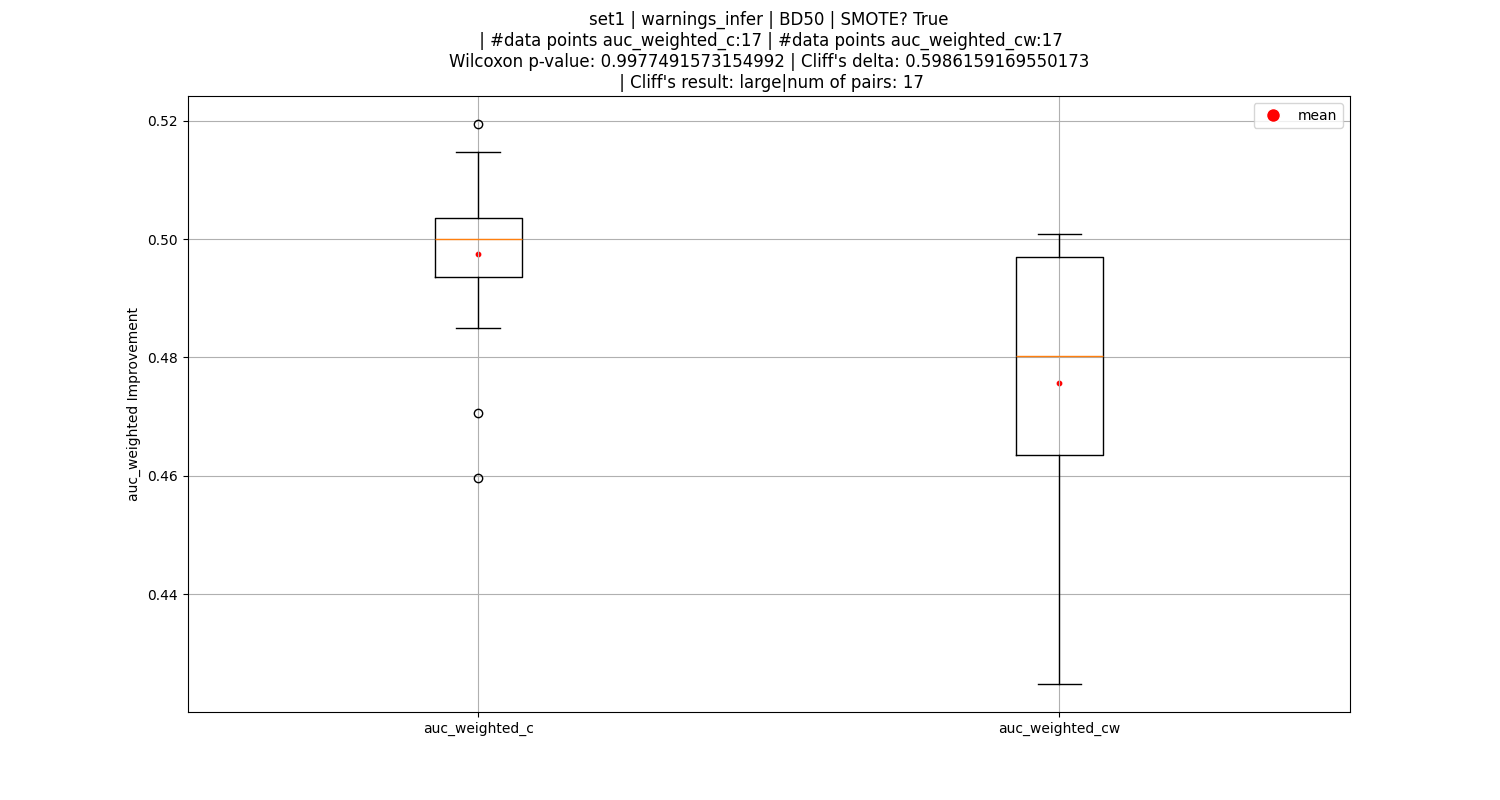 set1 | warnings_infer | BD50 | SMOTE? True
| #data points auc_weighted_c:17 | #data points auc_weighted_cw:17
Wilcoxon p-value: 0.9977491573154992 | Cliff's delta: 0.5986159169550173
| Cliff's result: large|num of pairs: 17
mean
0.52
0.50
0.48
0.46
0.44
auc_weighted Improvement
auc_weighted_c
auc_weighted_cw